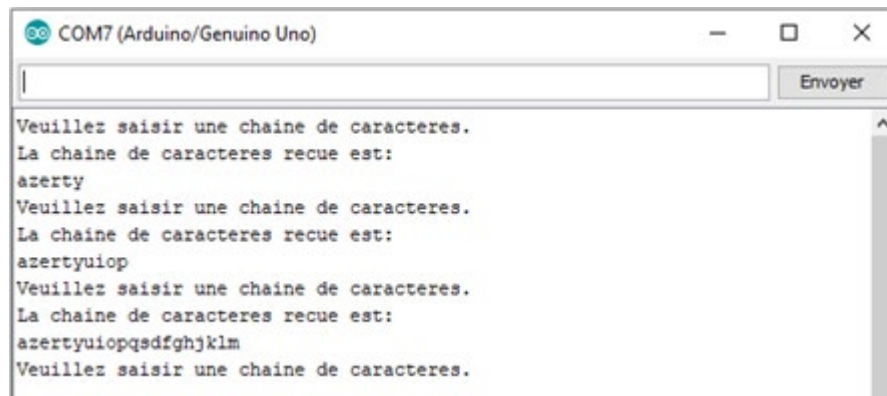 COM7 (Arduino/Genuino Uno)
Envoyer
Veuillez saisir une chaine de caracteres.
La chaine de caracteres recue est:
azerty
Veuillez saisir une chaine de caracteres.
La chaine de caracteres recue est:
azertyuiop
Veuillez saisir une chaine de caracteres.
La chaine de caracteres recue est:
azertyuiopqsdfghjklm
Veuillez saisir une chaine de caracteres.